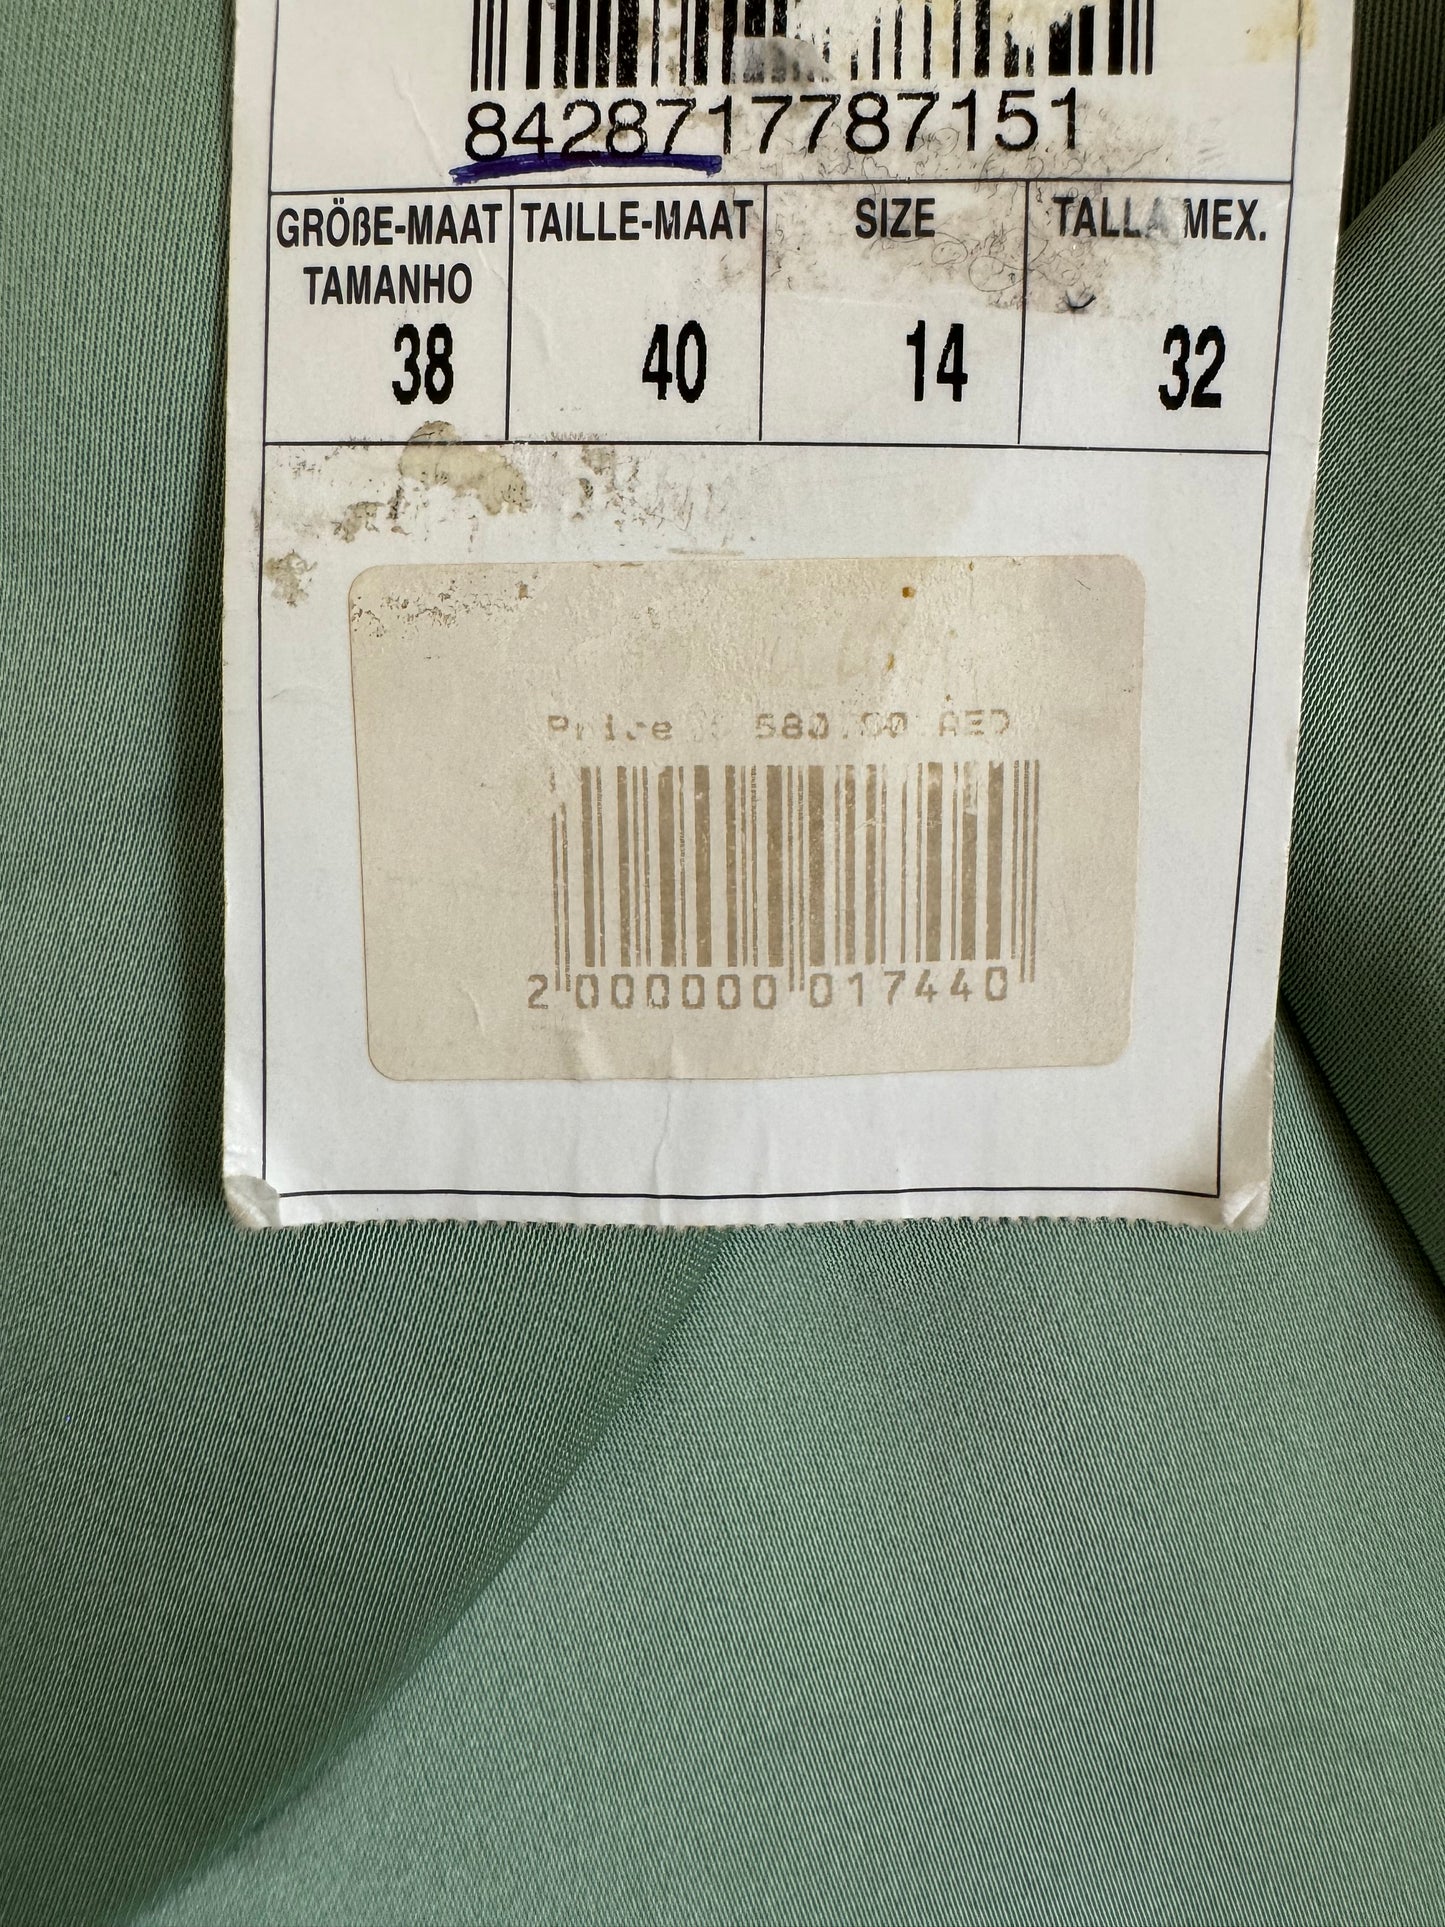 8428717787151
GRÖßE-MAAT TAMANHO
38
TAILLE-MAAT
40
SIZE
14
TALLA MEX.
32
Price : 580.00 AED
2 000000 017440